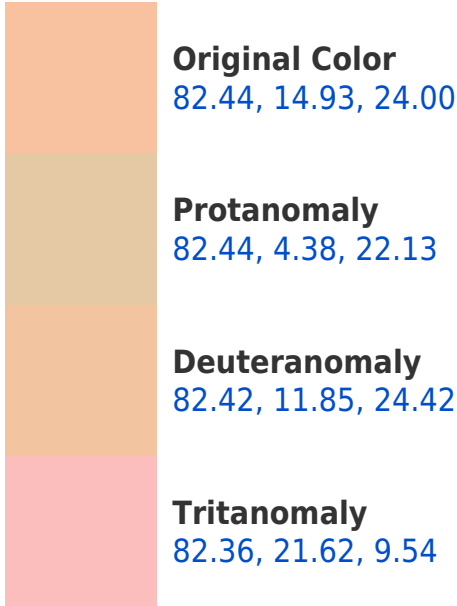 Original Color
82.44, 14.93, 24.00
Protanomaly
82.44, 4.38, 22.13
Deuteranomaly
82.42, 11.85, 24.42
Tritanomaly
82.36, 21.62, 9.54